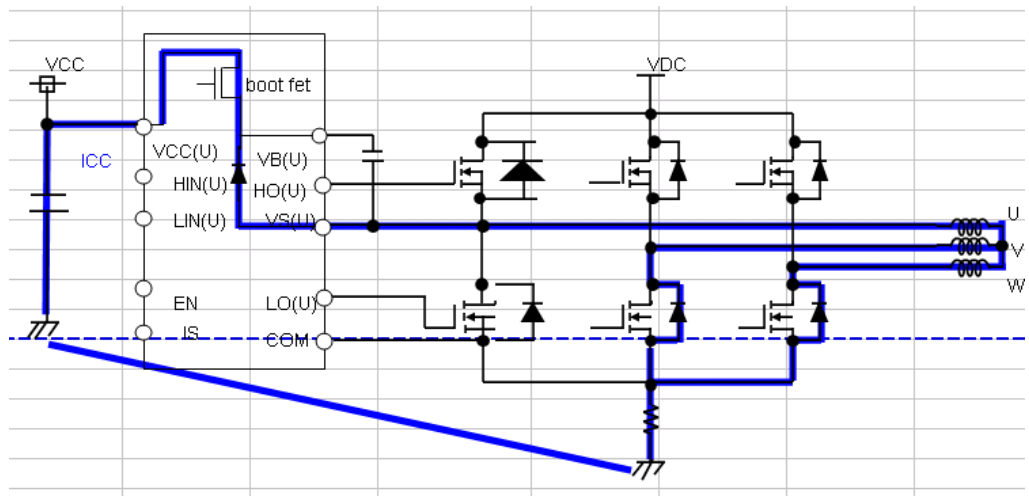 VCC
VDC
boot fet
ICC
VCC(U)
VB(U)
HIN(U)
HO(U)
LIN(U)
VS(U)
U
V
W
EN
LO(U)
IS
COM